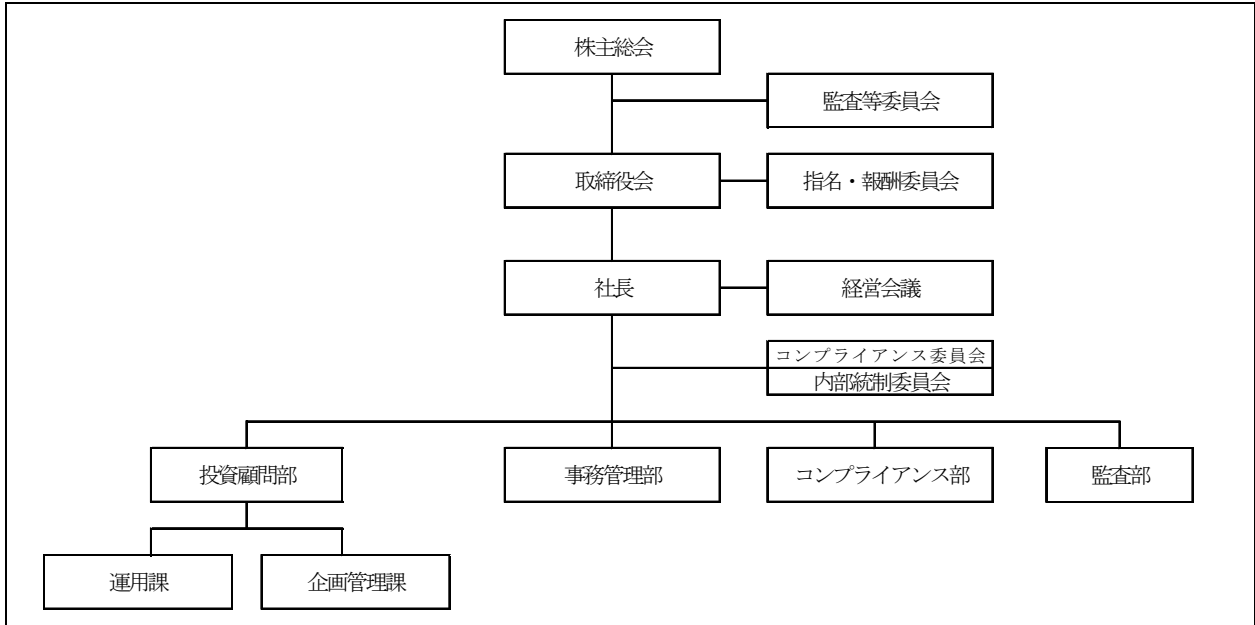 株主総会
監査等委員会
取締役会
指名・報酬委員会
社長
経営会議
コンプライアンス委員会
内部統制委員会
投資顧問部
事務管理部
コンプライアンス部
監査部
運用課
企画管理課